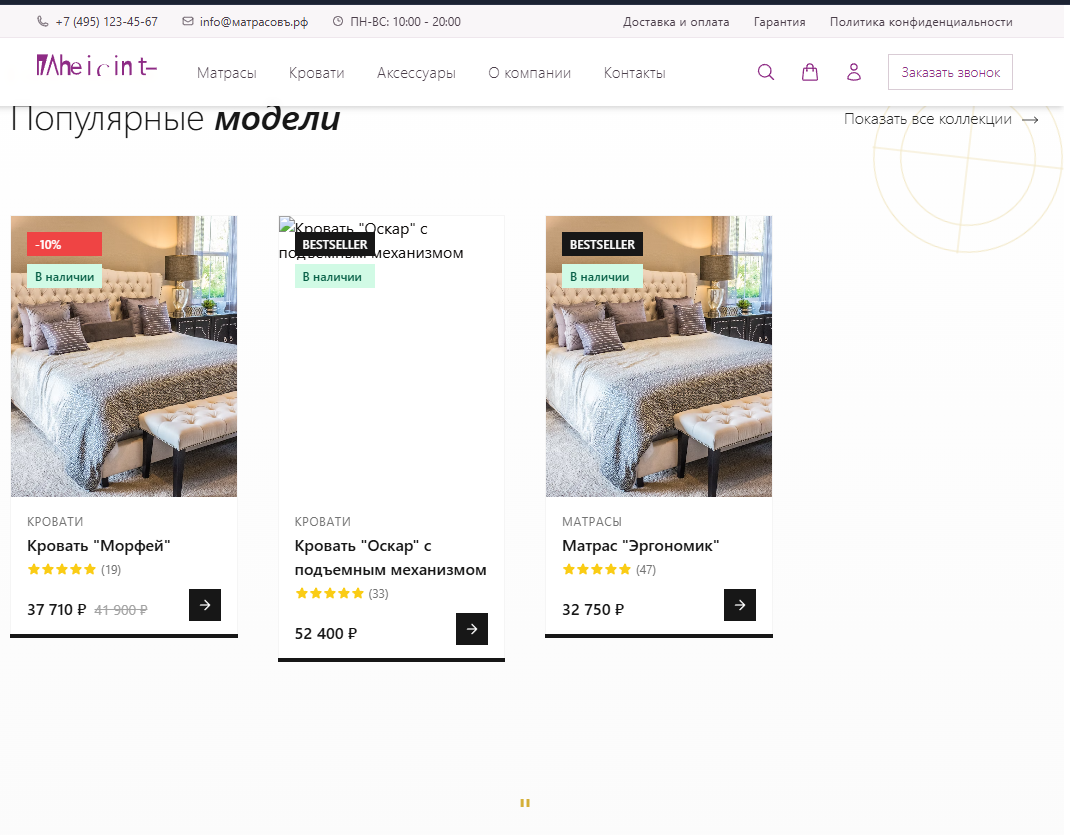 +7 (495) 123-45-67
info@матрасовъ.рф
ПН-ВС: 10:00 - 20:00
Доставка и оплата
Гарантия
Политика конфиденциальности
Матрасы
Кровати
Аксессуары
О компании
Контакты
Заказать звонок
Популярные модели
Показать все коллекции
-10%
В наличии
КРОВАТИ
Кровать "Морфей"
(19)
37 710 ₽ 41 900 ₽
Кровать "Оскар" с
подъемным механизмом
BESTSELLER
В наличии
КРОВАТИ
Кровать "Оскар" с
подъемным механизмом
(33)
52 400 ₽
BESTSELLER
В наличии
МАТРАСЫ
Матрас "Эргономик"
(47)
32 750 ₽
"